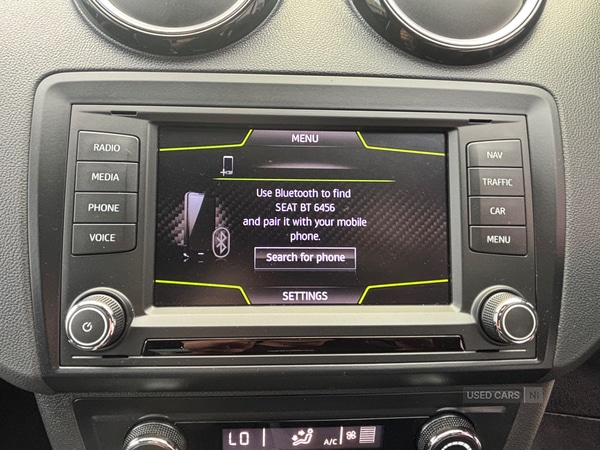 MENU
RADIO
MEDIA
PHONE
VOICE
Use Bluetooth to find
SEAT BT 6456
and pair it with your mobile
phone.
Search for phone
SETTINGS
NAV
TRAFFIC
CAR
MENU
USED CARS NI
LO
A/C